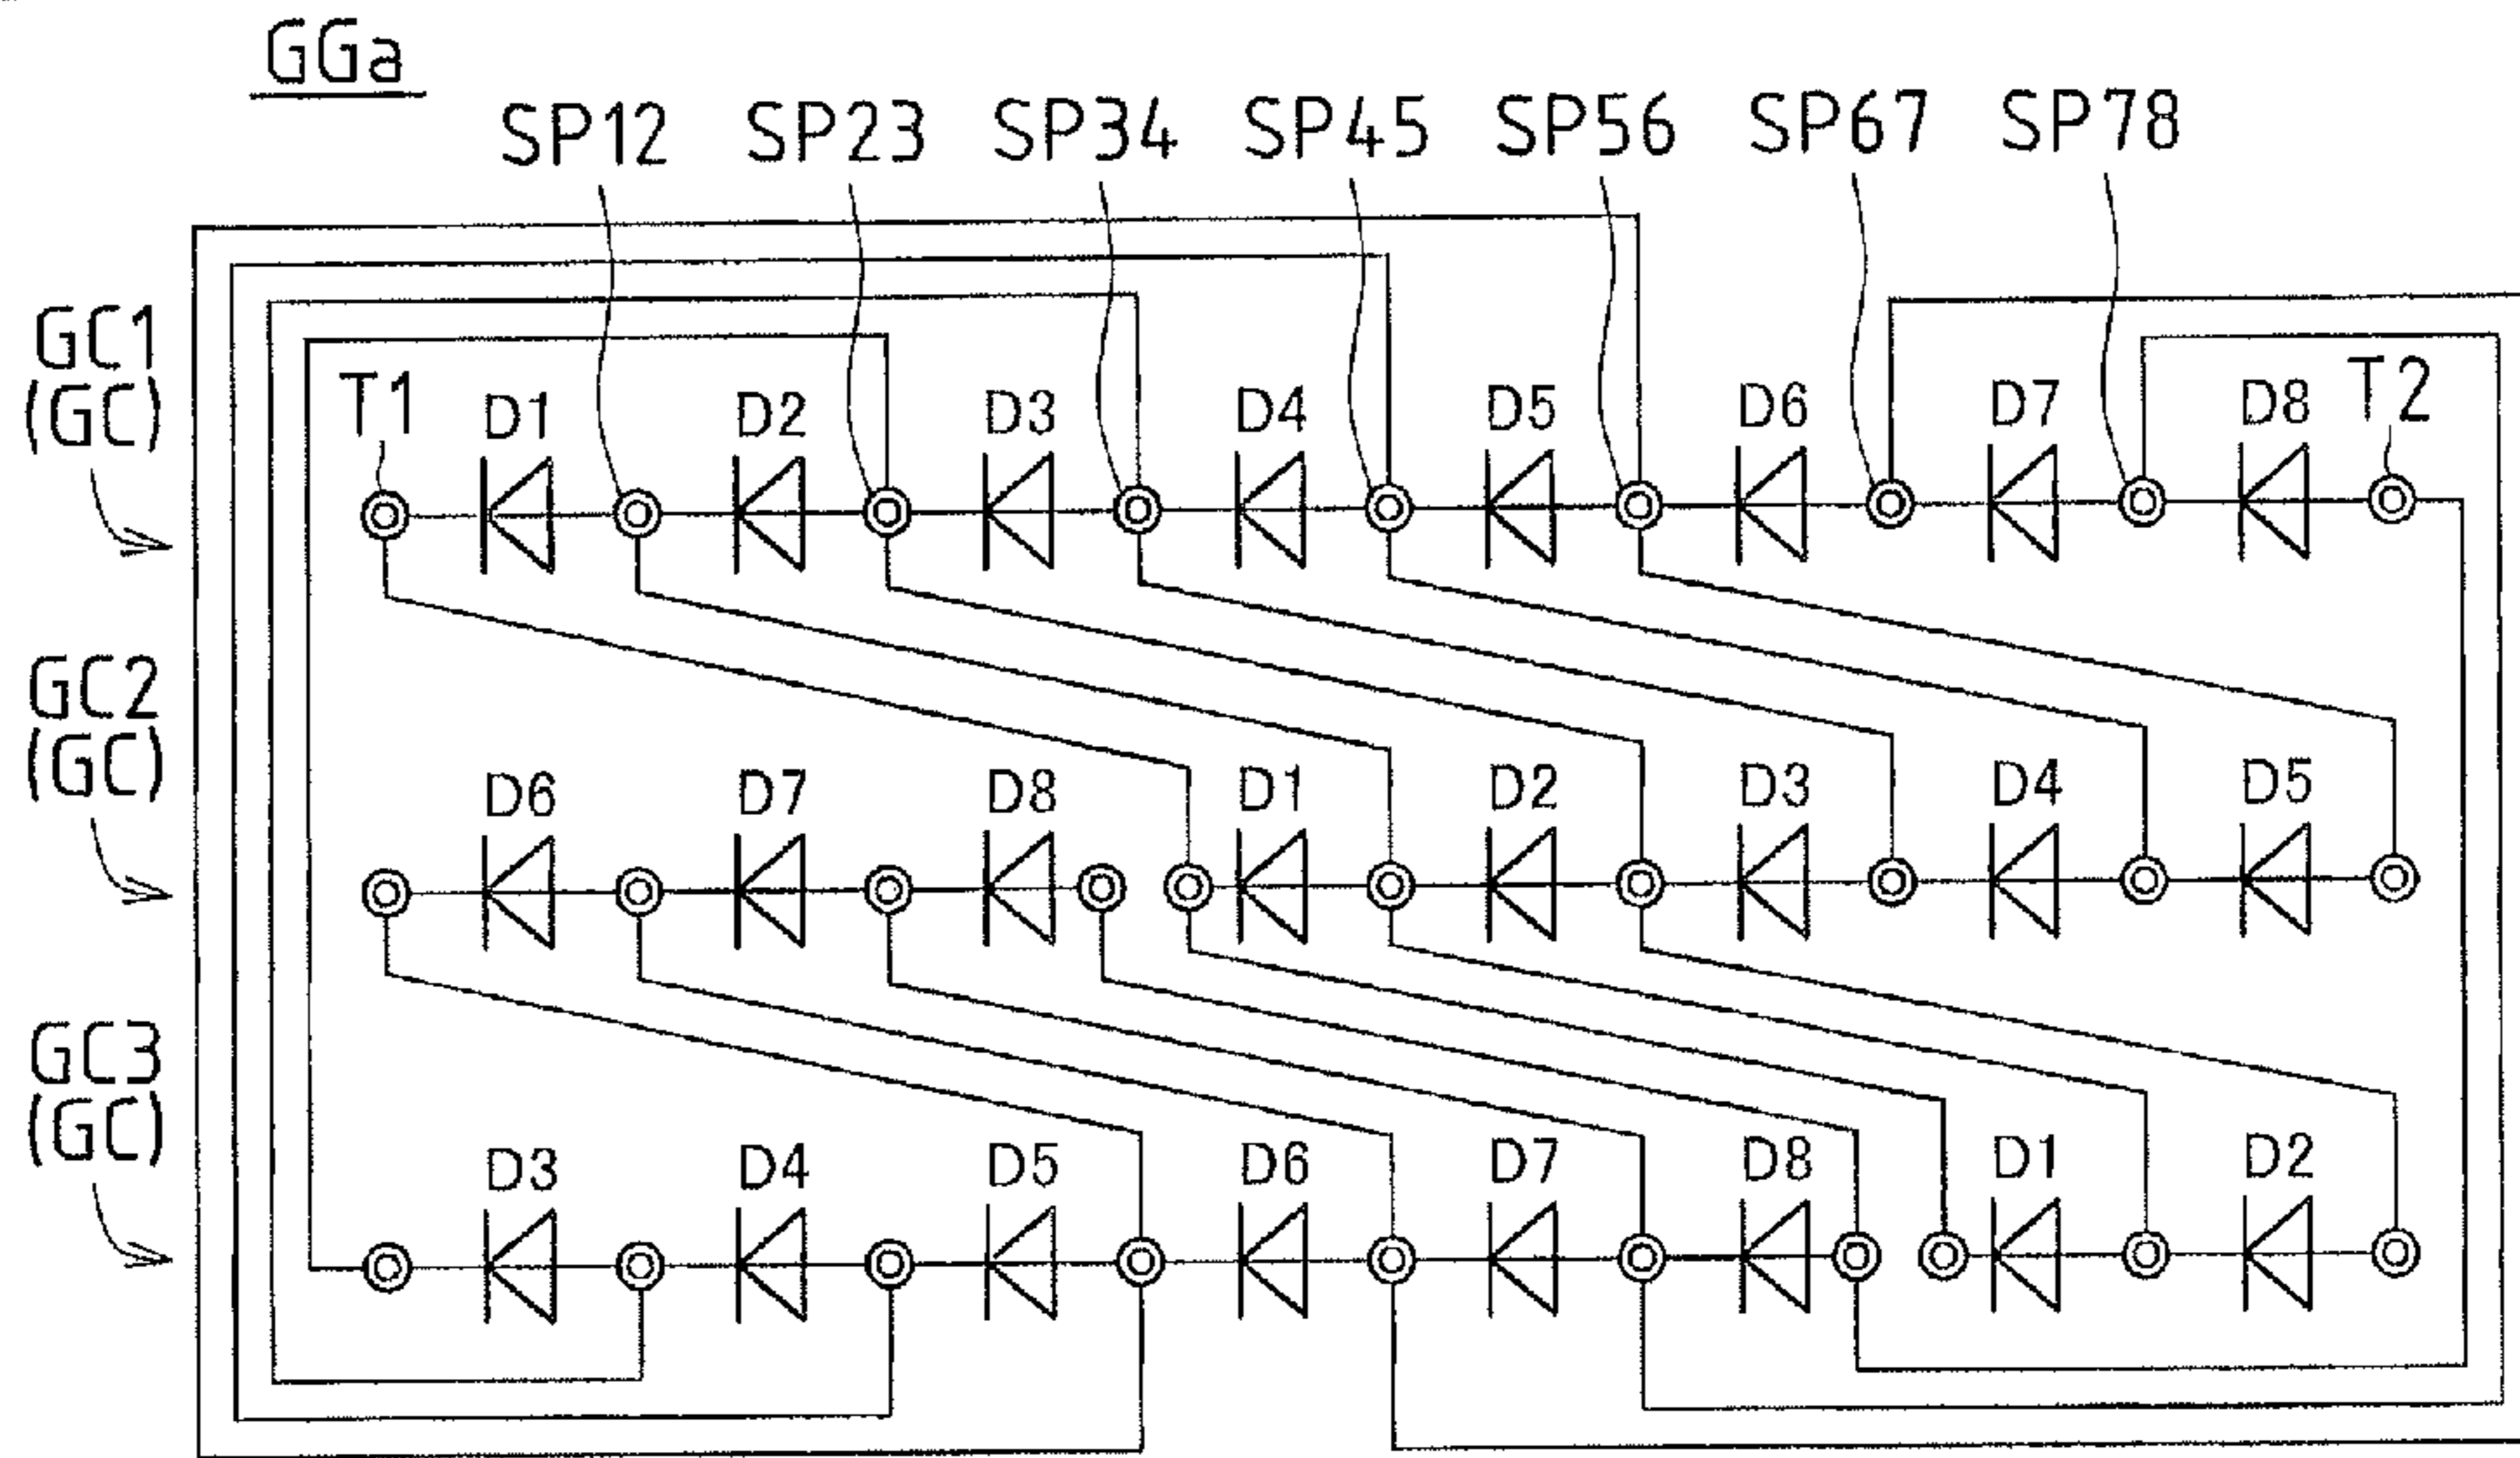 GGa
SP12 SP23 SP34 SP45 SP56 SP67 SP78
GC1
(GC)
T1 D1 D2 D3 D4 D5 D6 D7 D8 T2
GC2
(GC)
D6 D7 D8 D1 D2 D3 D4 D5
GC3
(GC)
D3 D4 D5 D6 D7 D8 D1 D2